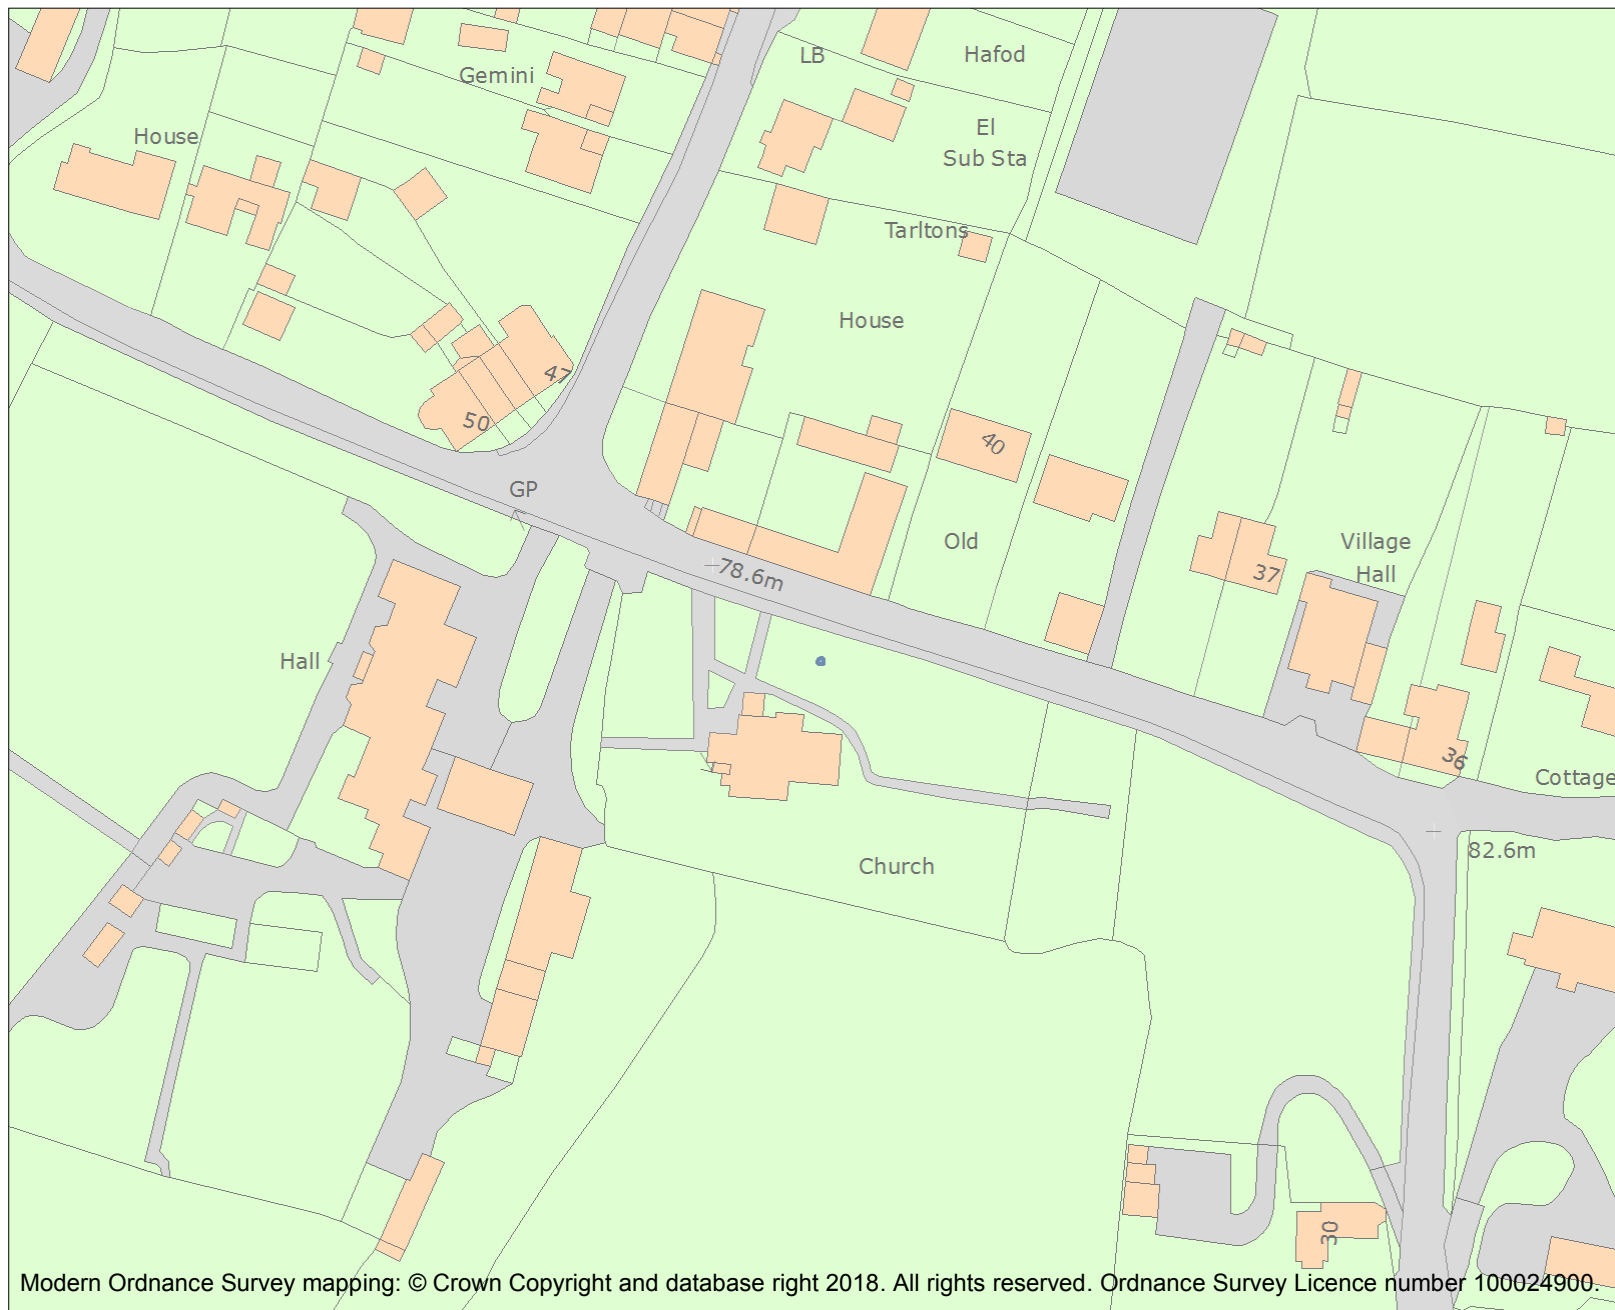 LB
Hafod
Gemini
House
El
Sub Sta
Tarltons
House
47
50
40
GP
Old
Village
Hall
78.6m
37
Hall
36
Cottage
82.6m
Church
30
Modern Ordnance Survey mapping: © Crown Copyright and database right 2018. All rights reserved. Ordnance Survey Licence number 100024900.